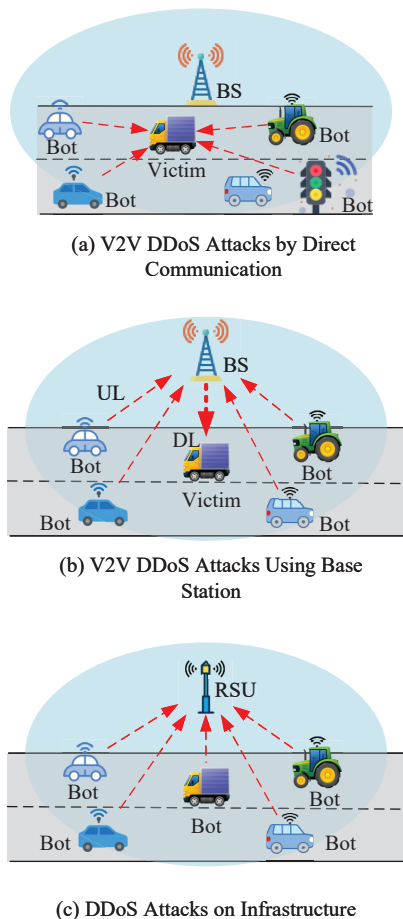 BS
Bot
Victim
Bot
Bot
Bot
(a) V2V DDoS Attacks by Direct
Communication
BS
UL
DL
Bot
Bot
Victim
Bot
Bot
(b) V2V DDoS Attacks Using Base
Station
RSU
Bot
Bot
Bot
Bot
Bot
(c) DDoS Attacks on Infrastructure